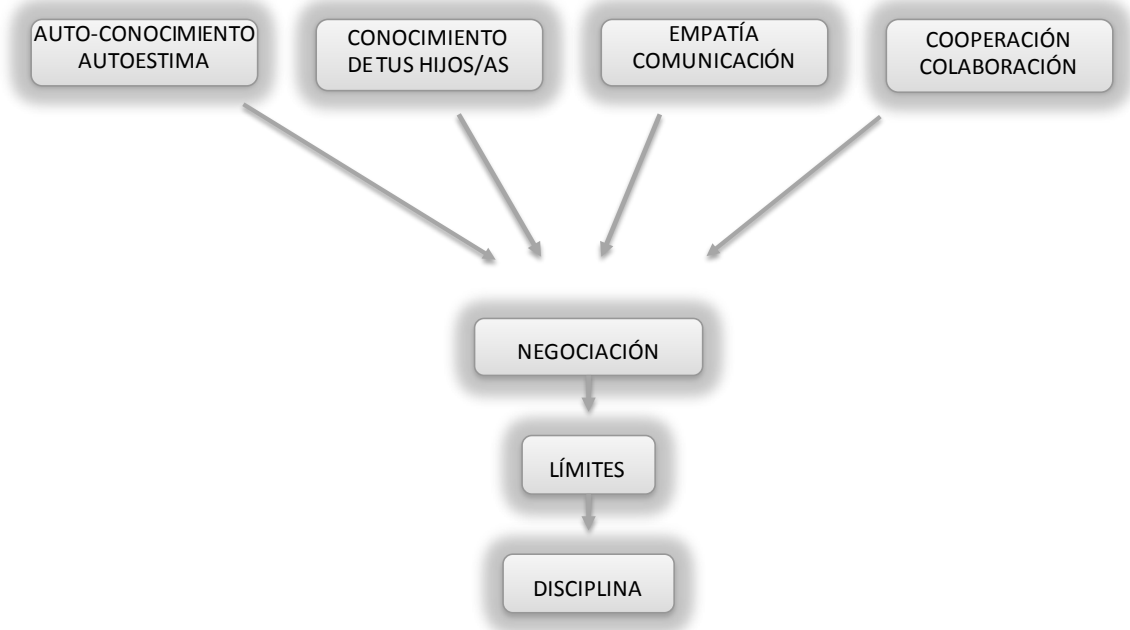 AUTO-CONOCIMIENTO
AUTOESTIMA
CONOCIMIENTO
DE TUS HIJOS/AS
EMPATÍA
COMUNICACIÓN
COOPERACIÓN
COLABORACIÓN
NEGOCIACIÓN
LÍMITES
DISCIPLINA